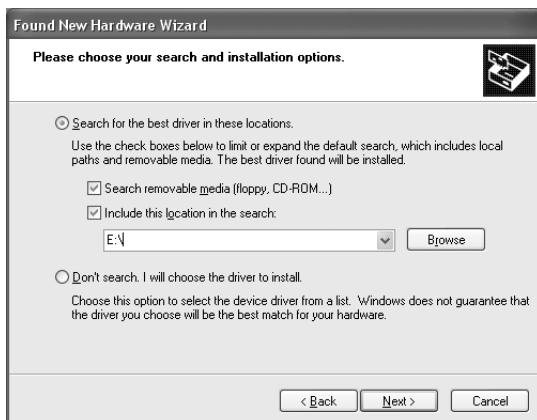 Found New Hardware Wizard
Please choose your search and installation options.
Search for the best driver in these locations.
Use the check boxes below to limit or expand the default search, which includes local
paths and removable media. The best driver found will be installed.
Search removable media (floppy, CD-ROM...)
Include this location in the search:
E:\
Browse
Don't search. I will choose the driver to install.
Choose this option to select the device driver from a list. Windows does not guarantee that
the driver you choose will be the best match for your hardware.
< Back Next > Cancel